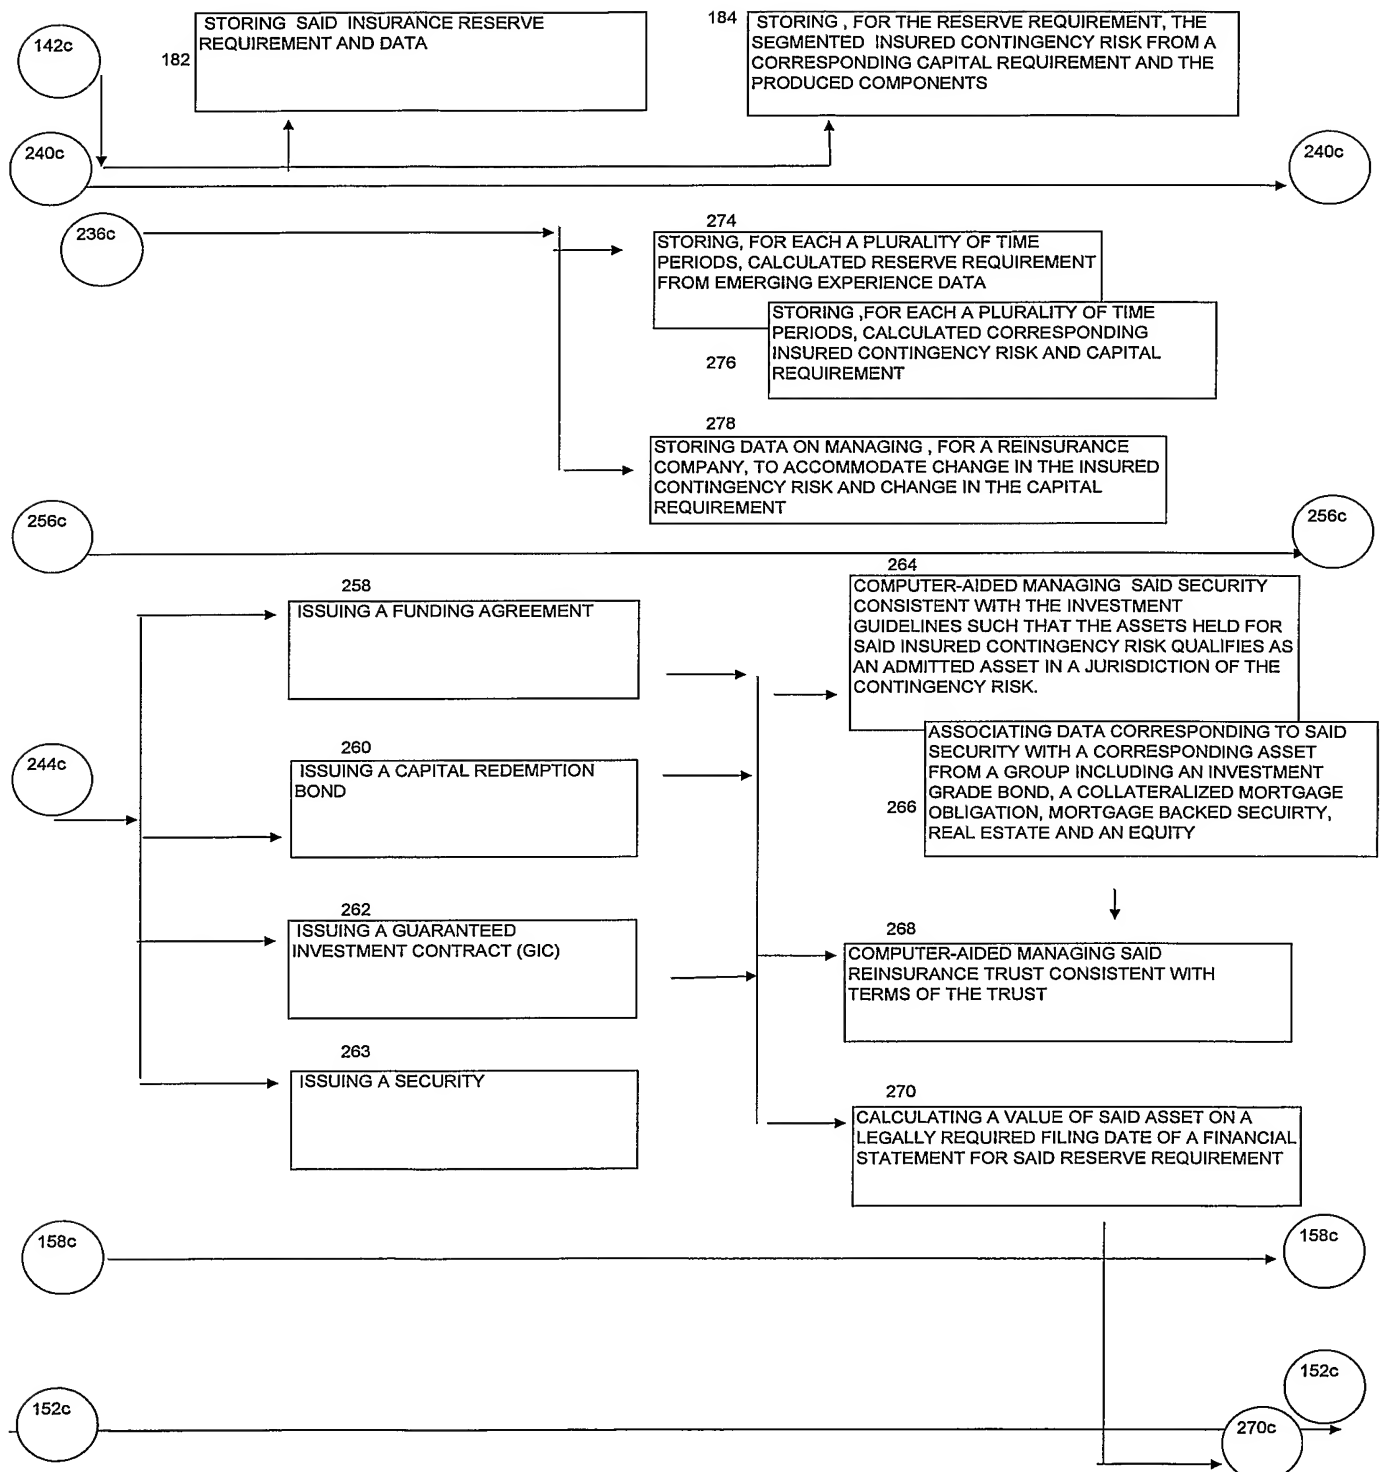 142c
182
STORING SAID INSURANCE RESERVE
REQUIREMENT AND DATA
184
STORING , FOR THE RESERVE REQUIREMENT, THE
SEGMENTED INSURED CONTINGENCY RISK FROM A
CORRESPONDING CAPITAL REQUIREMENT AND THE
PRODUCED COMPONENTS
240c
240c
236c
274
STORING, FOR EACH A PLURALITY OF TIME
PERIODS, CALCULATED RESERVE REQUIREMENT
FROM EMERGING EXPERIENCE DATA
276
STORING ,FOR EACH A PLURALITY OF TIME
PERIODS, CALCULATED CORRESPONDING
INSURED CONTINGENCY RISK AND CAPITAL
REQUIREMENT
278
STORING DATA ON MANAGING , FOR A REINSURANCE
COMPANY, TO ACCOMMODATE CHANGE IN THE INSURED
CONTINGENCY RISK AND CHANGE IN THE CAPITAL
REQUIREMENT
256c
256c
244c
258
ISSUING A FUNDING AGREEMENT
260
ISSUING A CAPITAL REDEMPTION
BOND
262
ISSUING A GUARANTEED
INVESTMENT CONTRACT (GIC)
263
ISSUING A SECURITY
264
COMPUTER-AIDED MANAGING SAID SECURITY
CONSISTENT WITH THE INVESTMENT
GUIDELINES SUCH THAT THE ASSETS HELD FOR
SAID INSURED CONTINGENCY RISK QUALIFIES AS
AN ADMITTED ASSET IN A JURISDICTION OF THE
CONTINGENCY RISK.
266
ASSOCIATING DATA CORRESPONDING TO SAID
SECURITY WITH A CORRESPONDING ASSET
FROM A GROUP INCLUDING AN INVESTMENT
GRADE BOND, A COLLATERALIZED MORTGAGE
OBLIGATION, MORTGAGE BACKED SECUIRTY,
REAL ESTATE AND AN EQUITY
268
COMPUTER-AIDED MANAGING SAID
REINSURANCE TRUST CONSISTENT WITH
TERMS OF THE TRUST
270
CALCULATING A VALUE OF SAID ASSET ON A
LEGALLY REQUIRED FILING DATE OF A FINANCIAL
STATEMENT FOR SAID RESERVE REQUIREMENT
158c
158c
152c
152c
270c